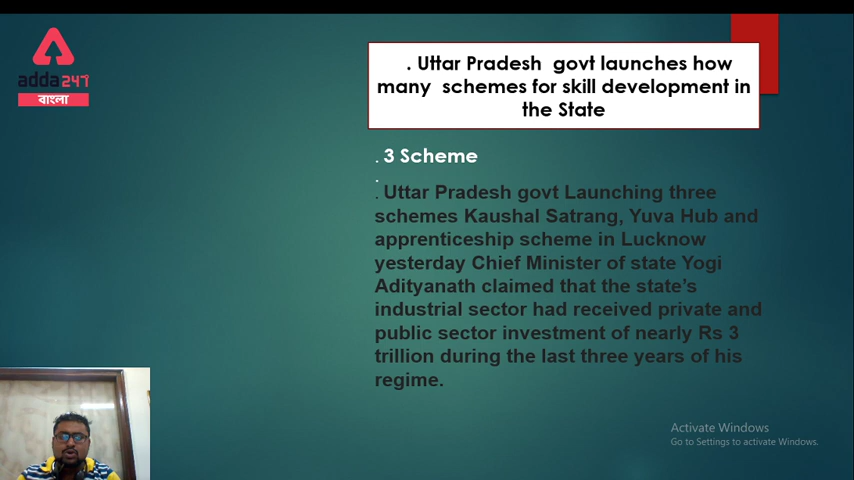 adda247
বাংলা
. Uttar Pradesh govt launches how
many schemes for skill development in
the State
. 3 Scheme
.
. Uttar Pradesh govt Launching three
schemes Kaushal Satrang, Yuva Hub and
apprenticeship scheme in Lucknow
yesterday Chief Minister of state Yogi
Adityanath claimed that the state's
industrial sector had received private and
public sector investment of nearly Rs 3
trillion during the last three years of his
regime.
Activate Windows
Go to Settings to activate Windows.